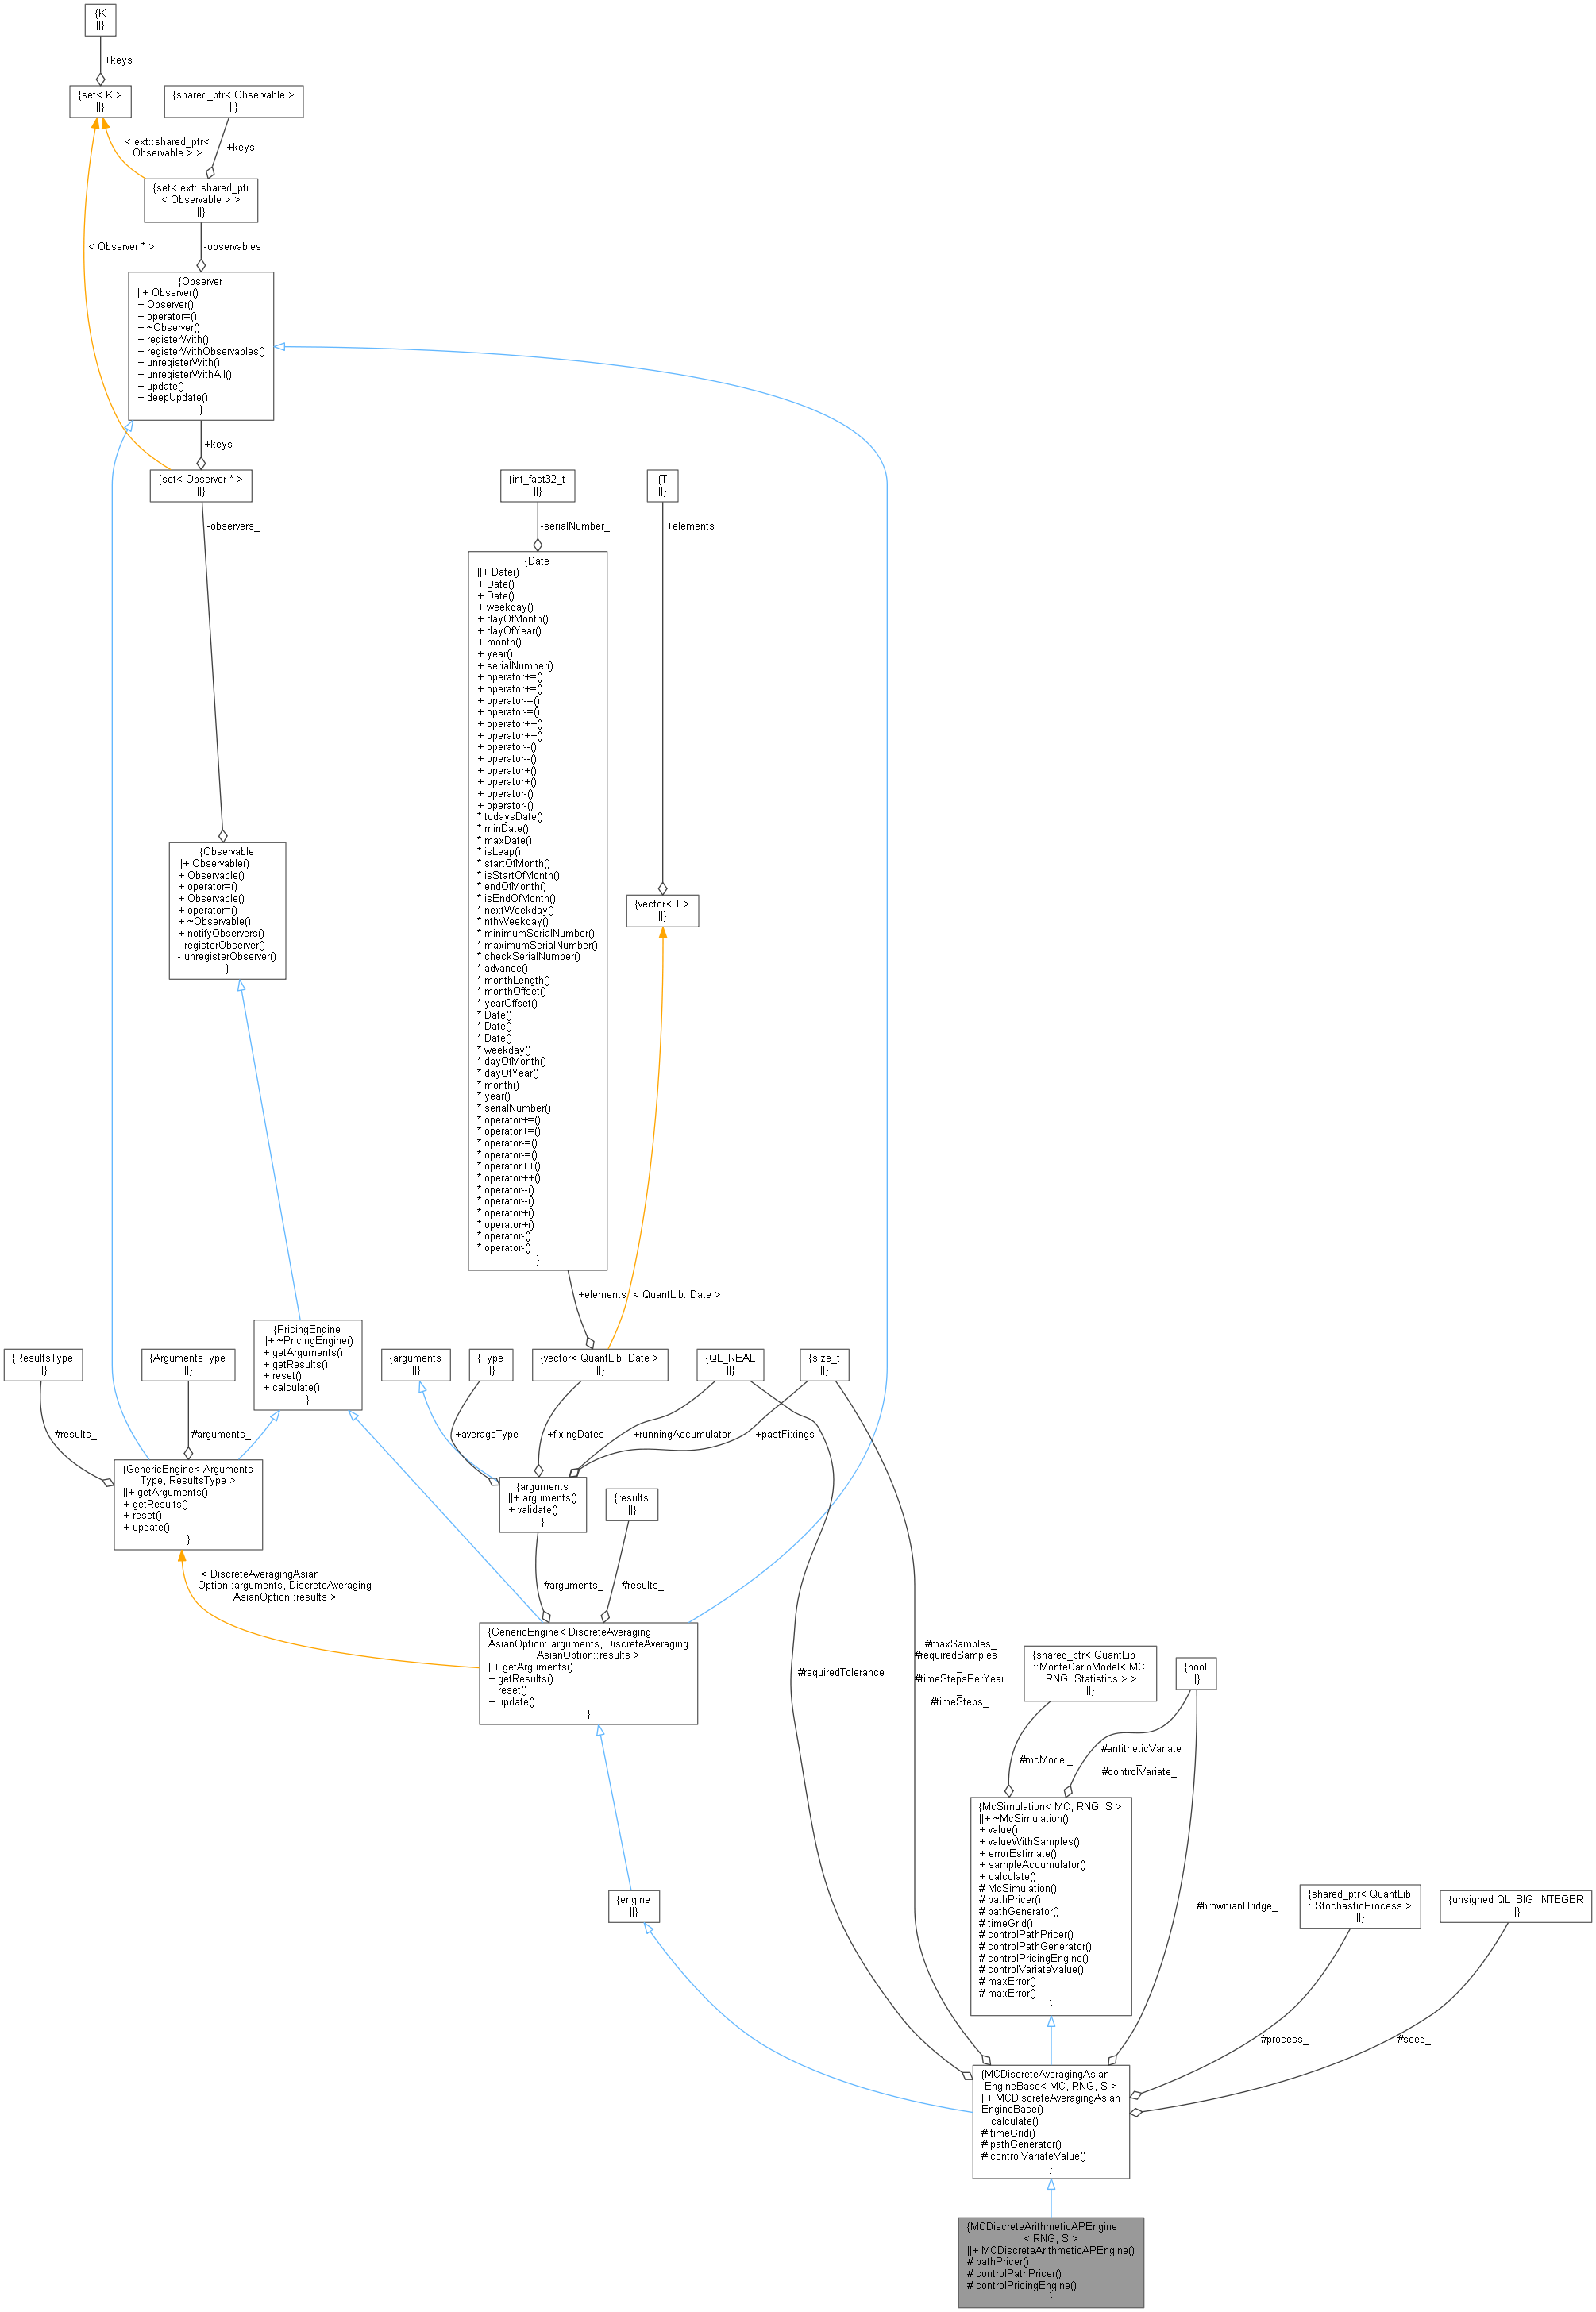 {K
||}
+keys
{set< K >
||}
{shared_ptr< Observable >
||}
< ext::shared_ptr<
Observable > >
+keys
{set< ext::shared_ptr
< Observable > >
||}
< Observer * >
-observables_
{Observer
||+ Observer()
+ Observer()
+ operator=()
+ ~Observer()
+ registerWith()
+ registerWithObservables()
+ unregisterWith()
+ unregisterWithAll()
+ update()
+ deepUpdate()
}
+keys
{set< Observer * >
||}
-observers_
{int_fast32_t
||}
-serialNumber_
{T
||}
+elements
{Date
||+ Date()
+ Date()
+ Date()
+ weekday()
+ dayOfMonth()
+ dayOfYear()
+ month()
+ year()
+ serialNumber()
+ operator+=()
+ operator+=()
+ operator-=()
+ operator-=()
+ operator++()
+ operator++()
+ operator--()
+ operator--()
+ operator+()
+ operator+()
+ operator-()
+ operator-()
* todaysDate()
* minDate()
* maxDate()
* isLeap()
* startOfMonth()
* isStartOfMonth()
* endOfMonth()
* isEndOfMonth()
* nextWeekday()
* nthWeekday()
* minimumSerialNumber()
* maximumSerialNumber()
* checkSerialNumber()
* advance()
* monthLength()
* monthOffset()
* yearOffset()
* Date()
* Date()
* Date()
* weekday()
* dayOfMonth()
* dayOfYear()
* month()
* year()
* serialNumber()
* operator+=()
* operator+=()
* operator-=()
* operator-=()
* operator++()
* operator++()
* operator--()
* operator--()
* operator+()
* operator+()
* operator-()
* operator-()
}
{Observable
||+ Observable()
+ Observable()
+ operator=()
+ Observable()
+ operator=()
+ ~Observable()
+ notifyObservers()
- registerObserver()
- unregisterObserver()
}
{vector< T >
||}
+elements
< QuantLib::Date >
{PricingEngine
||+ ~PricingEngine()
+ getArguments()
+ getResults()
+ reset()
+ calculate()
}
{ResultsType
||}
{ArgumentsType
||}
{arguments
||}
{Type
||}
{vector< QuantLib::Date >
||}
{QL_REAL
||}
{size_t
||}
#results_
#arguments_
+averageType
+fixingDates
+runningAccumulator
+pastFixings
{GenericEngine< Arguments
Type, ResultsType >
||+ getArguments()
+ getResults()
+ reset()
+ update()
}
{arguments
||+ arguments()
+ validate()
}
{results
||}
< DiscreteAveragingAsian
Option::arguments, DiscreteAveraging
AsianOption::results >
#arguments_
#results_
{GenericEngine< DiscreteAveraging
AsianOption::arguments, DiscreteAveraging
AsianOption::results >
||+ getArguments()
+ getResults()
+ reset()
+ update()
}
#requiredTolerance_
#maxSamples_
#requiredSamples
_
#timeStepsPerYear
_
#timeSteps_
{shared_ptr< QuantLib
::MonteCarloModel< MC,
RNG, Statistics > >
||}
{bool
||}
#mcModel_
#antitheticVariate
_
#controlVariate_
{McSimulation< MC, RNG, S >
||+ ~McSimulation()
+ value()
+ valueWithSamples()
+ errorEstimate()
+ sampleAccumulator()
+ calculate()
# McSimulation()
# pathPricer()
# pathGenerator()
# timeGrid()
# controlPathPricer()
# controlPathGenerator()
# controlPricingEngine()
# controlVariateValue()
# maxError()
# maxError()
}
{engine
||}
#brownianBridge_
{shared_ptr< QuantLib
::StochasticProcess >
||}
{unsigned QL_BIG_INTEGER
||}
#process_
#seed_
{MCDiscreteAveragingAsian
EngineBase< MC, RNG, S >
||+ MCDiscreteAveragingAsian
EngineBase()
+ calculate()
# timeGrid()
# pathGenerator()
# controlVariateValue()
}
{MCDiscreteArithmeticAPEngine
< RNG, S >
||+ MCDiscreteArithmeticAPEngine()
# pathPricer()
# controlPathPricer()
# controlPricingEngine()
}